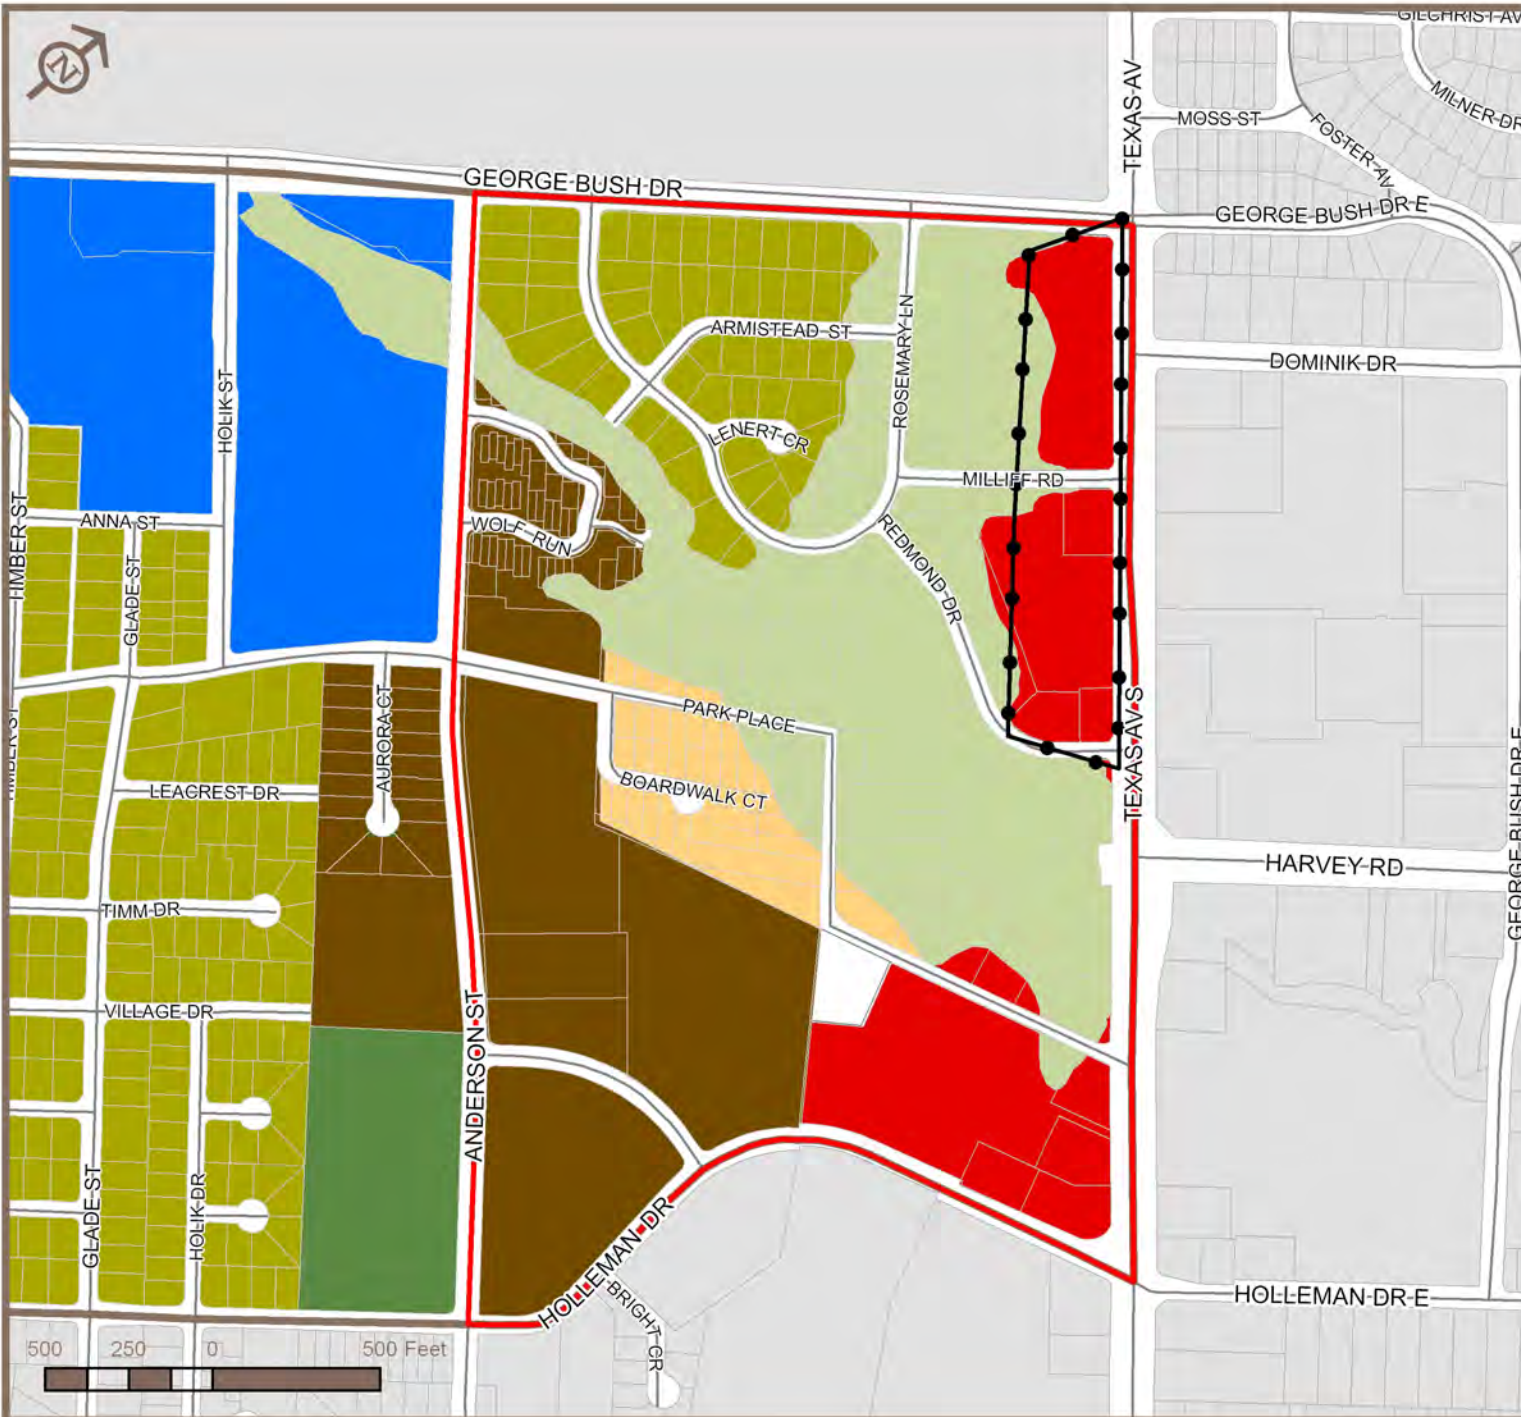 GILCHRIST AV
N
TEXAS AV
MOSS ST
MILNER DR
FOSTER AV
GEORGE BUSH DR
GEORGE BUSH DR E
ARMISTEAD ST
ROSEMARY LN
DOMINIK DR
HOLIK ST
LENERT CR
MILLIFF RD
TIMBER ST
ANNA ST
WOLF RUN
REDMOND DR
GLADE ST
PARK PLACE
TEXAS AV S
AURORA CT
TIMBER ST
LEACREST DR
BOARDWALK CT
HARVEY RD
GEORGE BUSH DR E
TIMM DR
VILLAGE DR
ANDERSON ST
GLADE ST
HOLIK DR
HOLLEMAN DR
BRIGHT CR
HOLLEMAN DR E
500 250 0 500 Feet